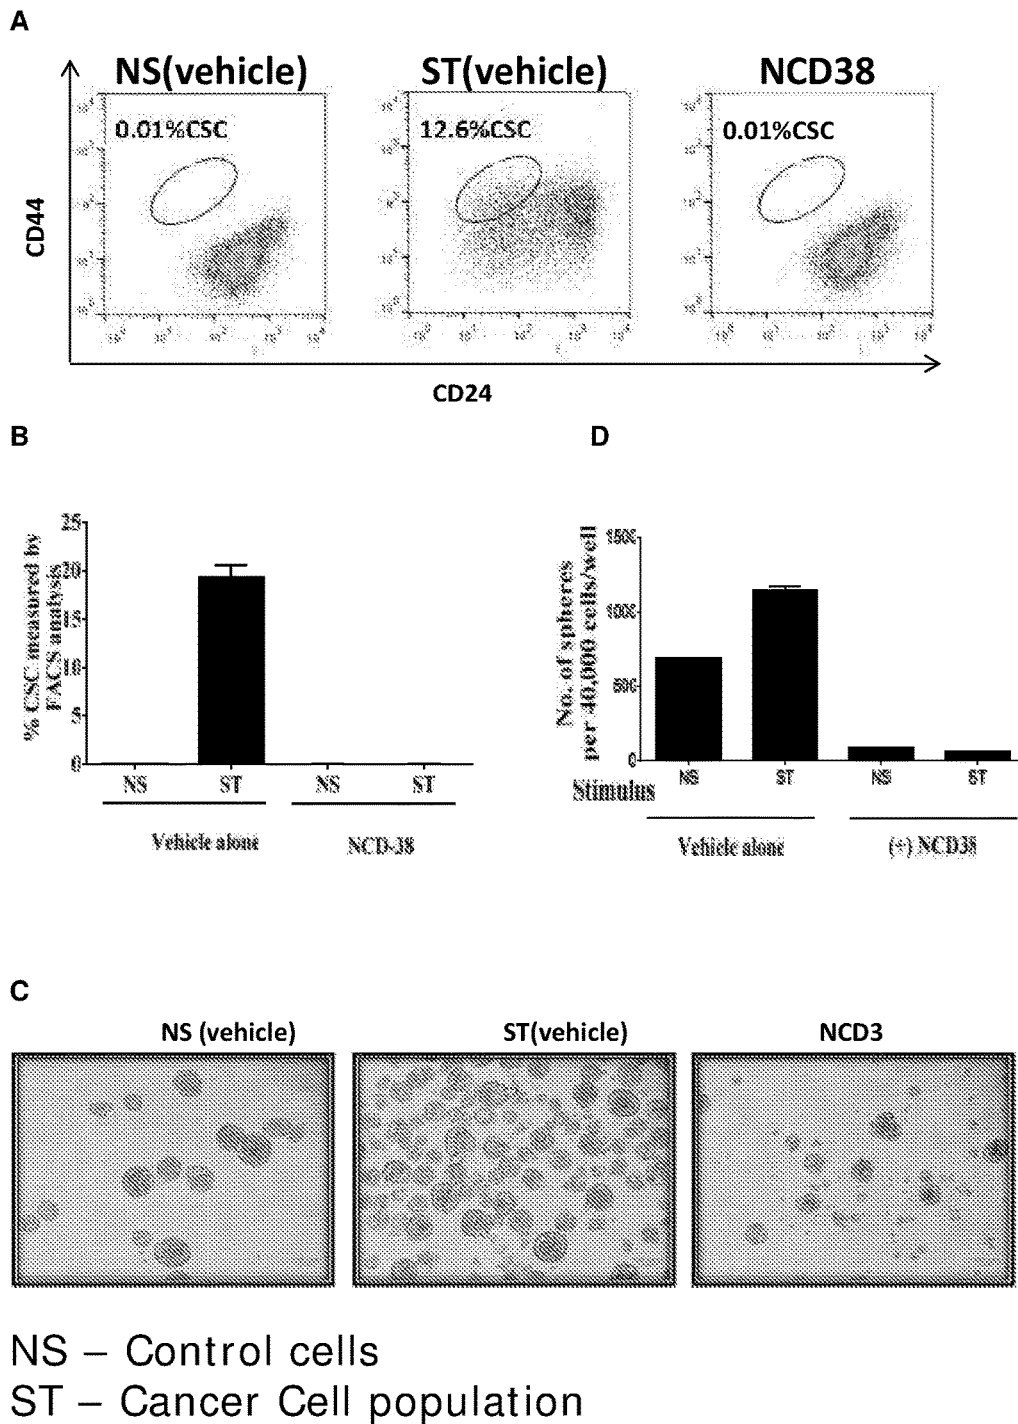 A
NS(vehicle)
ST(vehicle)
NCD38
0.01%CSC
12.6%CSC
0.01%CSC
CD44
CD24
B
D
% CSC measured by
FACS analysis
25
20
15
10
5
0
NS
ST
NS
ST
Vehicle alone
NCD-38
No. of spheres
per 40,000 cells/well
1500
1000
500
0
Stimulus
NS
ST
NS
ST
Vehicle alone
(+) NCD38
C
NS (vehicle)
ST(vehicle)
NCD3
NS – Control cells
ST – Cancer Cell population